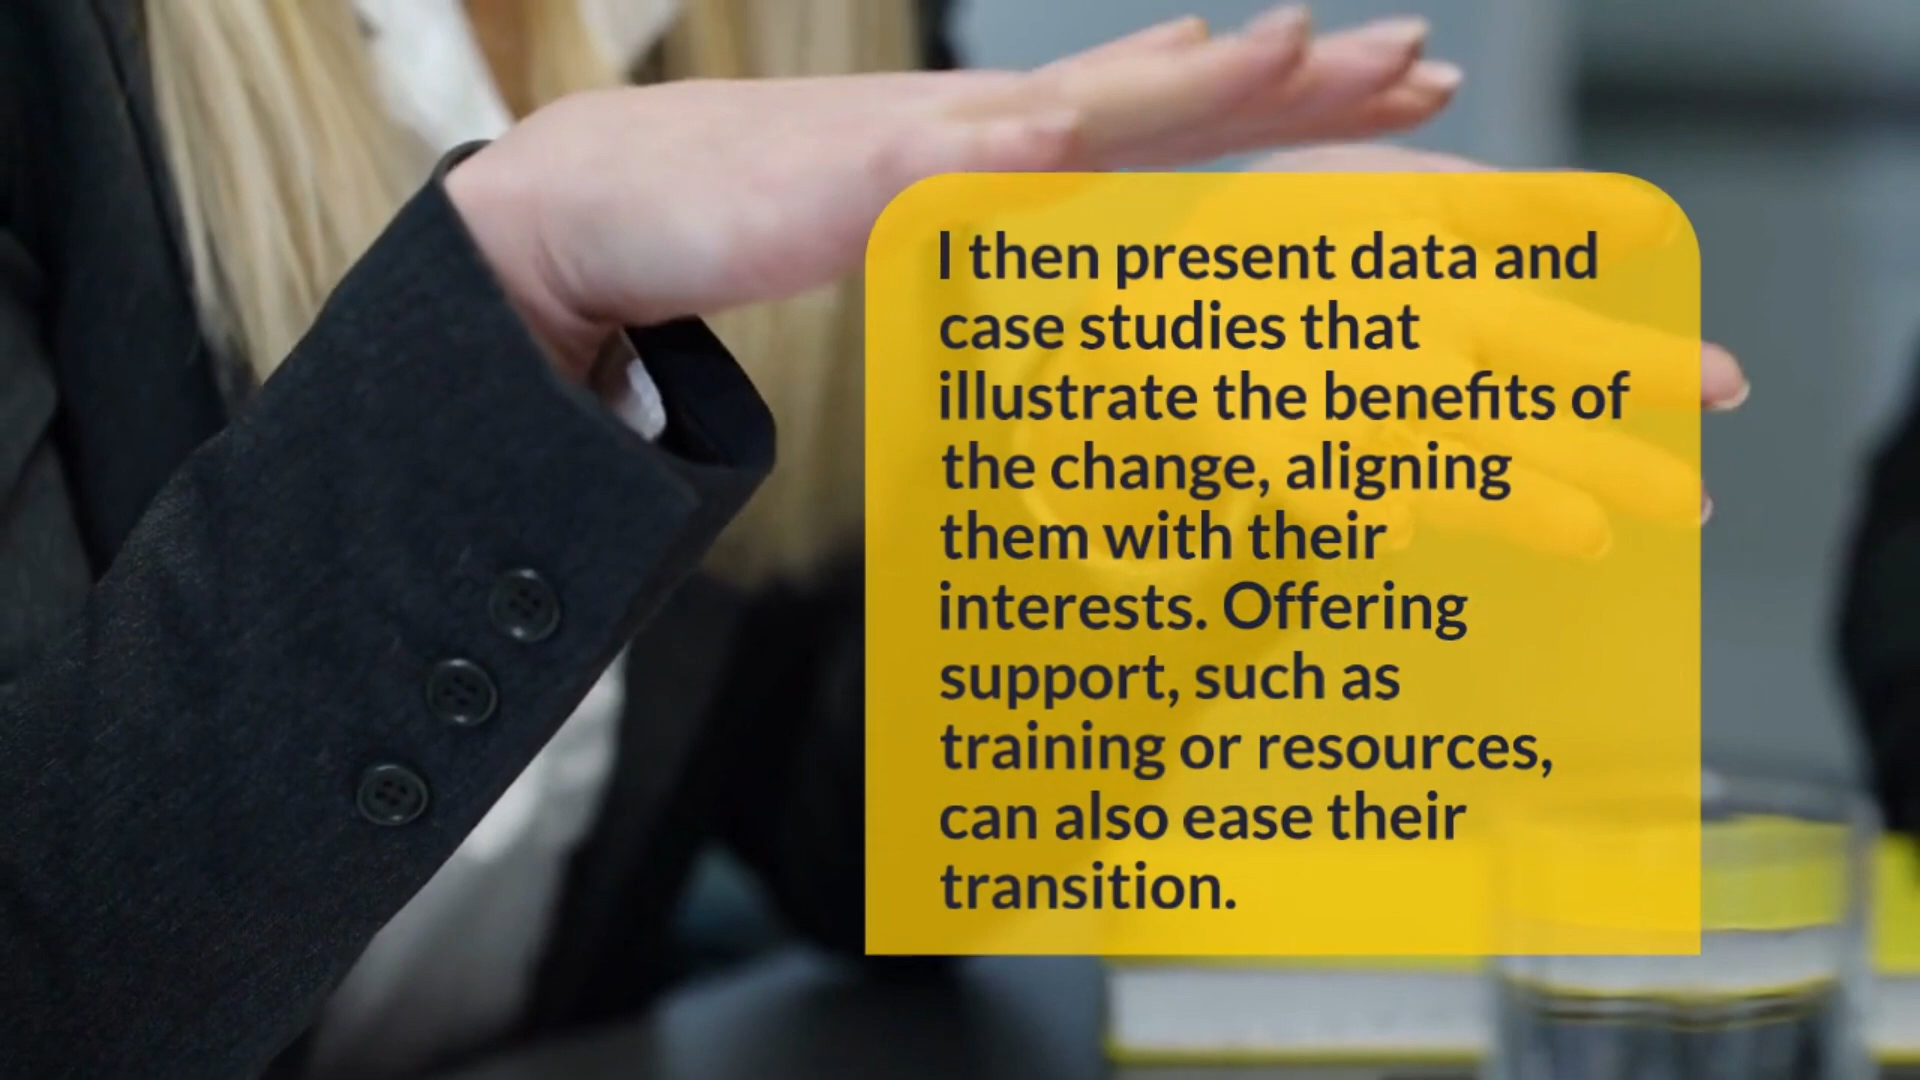 I then present data and
case studies that
illustrate the benefits of
the change, aligning
them with their
interests. Offering
support, such as
training or resources,
can also ease their
transition.